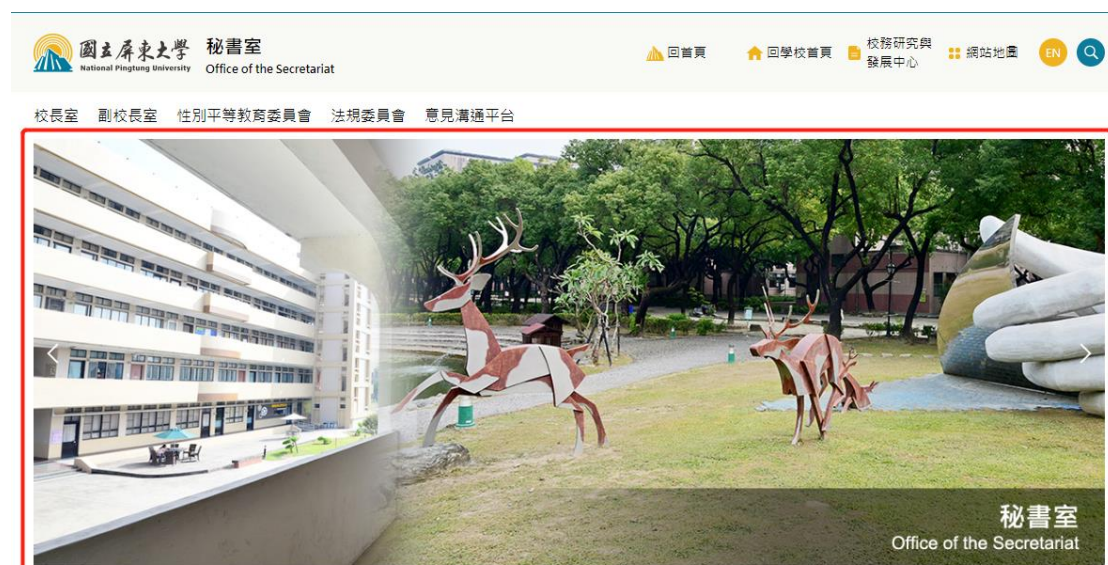 國立屏東大學
National Pingtung University
秘書室
Office of the Secretariat
回首頁
回學校首頁
校務研究與
發展中心
網站地圖
EN
校長室 副校長室 性別平等教育委員會 法規委員會 意見溝通平台
秘書室
Office of the Secretariat